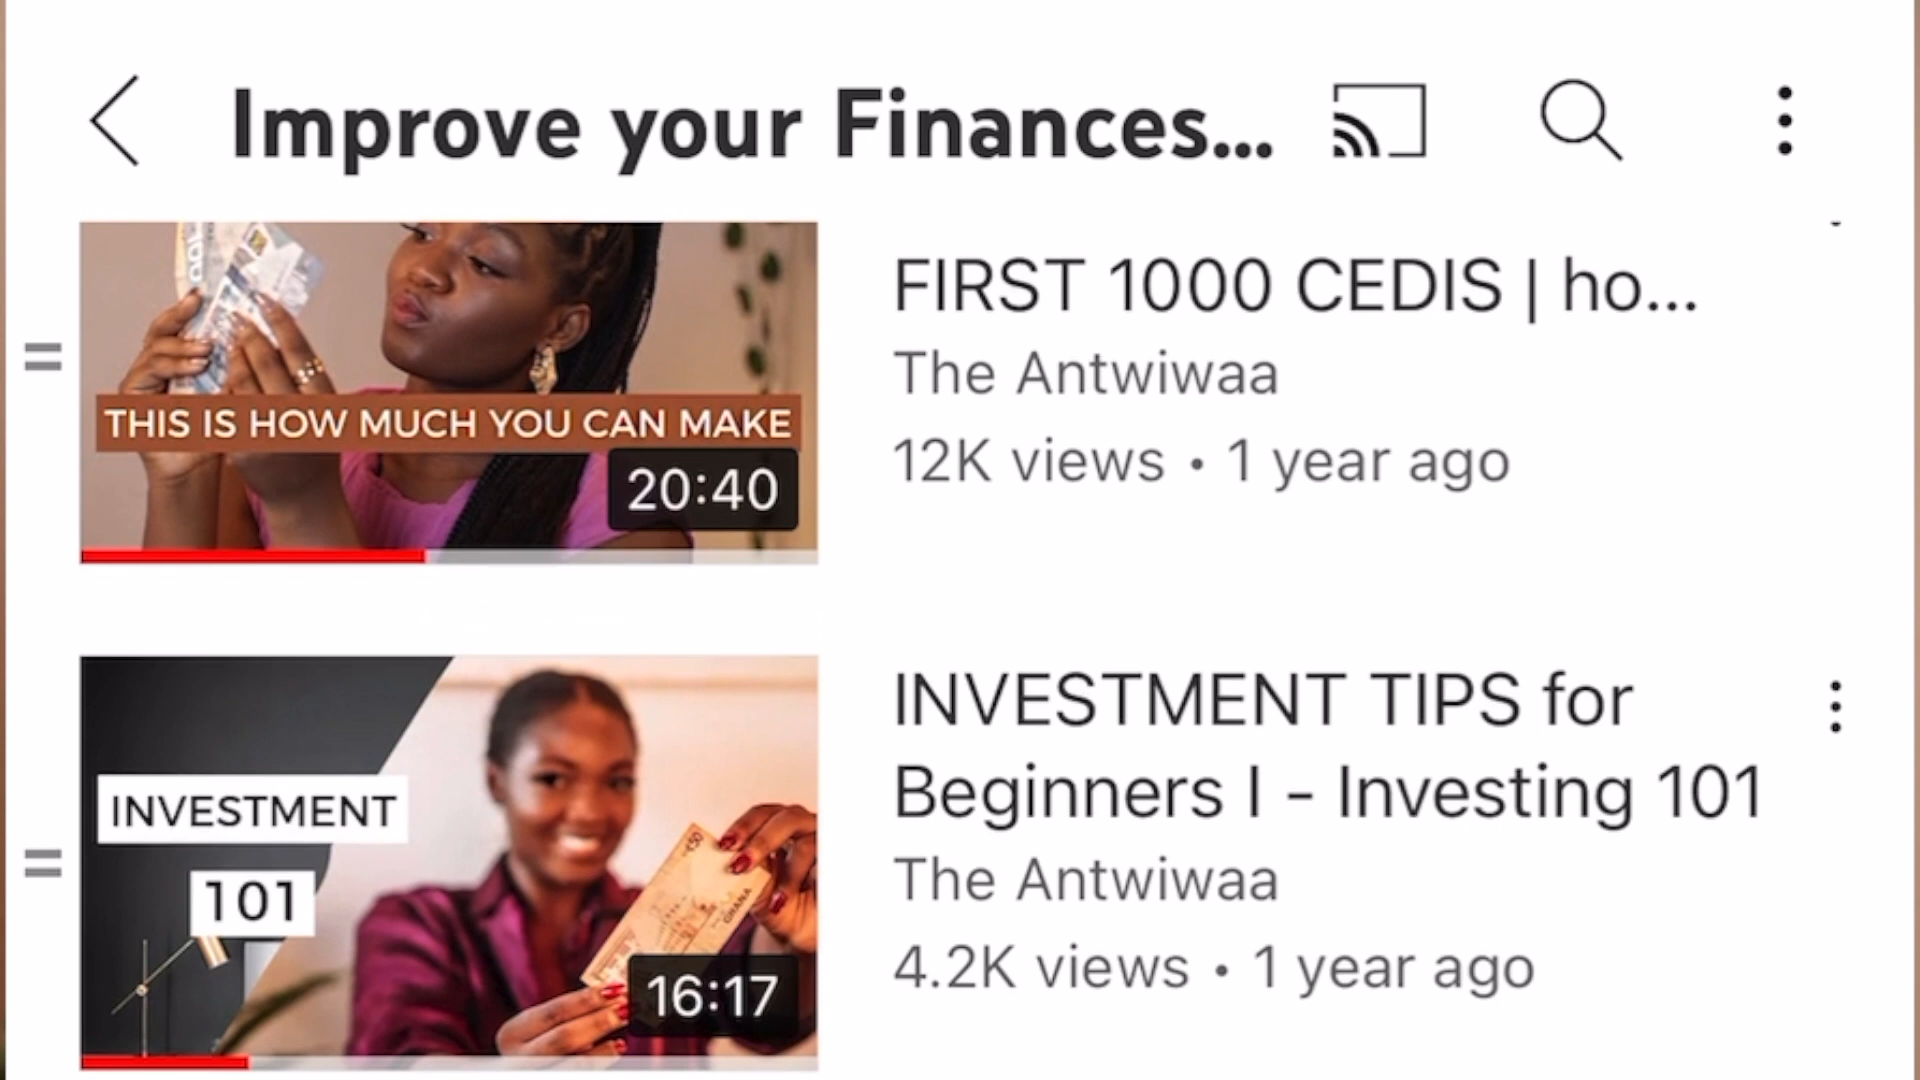 Improve your Finances...
THIS IS HOW MUCH YOU CAN MAKE
20:40
FIRST 1000 CEDIS | ho...
The Antwiwaa
12K views • 1 year ago
INVESTMENT
101
50
GHANA
16:17
INVESTMENT TIPS for
Beginners I - Investing 101
The Antwiwaa
4.2K views • 1 year ago